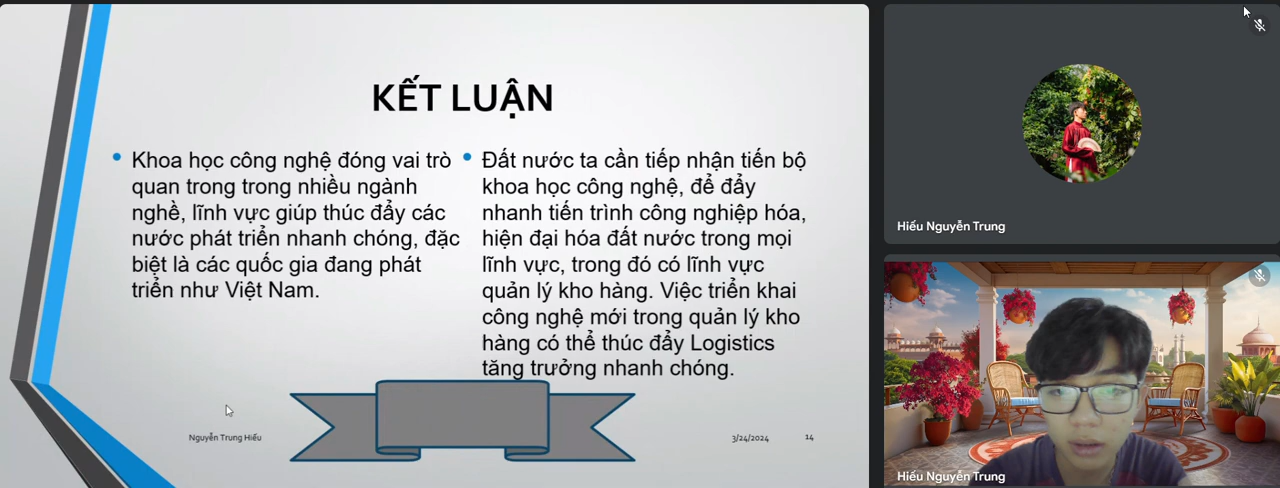 KẾT LUẬN
Khoa học công nghệ đóng vai trò
quan trong trong nhiều ngành
nghề, lĩnh vực giúp thúc đẩy các
nước phát triển nhanh chóng, đặc
biệt là các quốc gia đang phát
triển như Việt Nam.
Đất nước ta cần tiếp nhận tiến bộ
khoa học công nghệ, để đẩy
nhanh tiến trình công nghiệp hóa,
hiện đại hóa đất nước trong mọi
lĩnh vực, trong đó có lĩnh vực
quản lý kho hàng. Việc triển khai
công nghệ mới trong quản lý kho
hàng có thể thúc đẩy Logistics
tăng trưởng nhanh chóng.
Nguyễn Trung Hiếu
3/24/2024
14
Hiếu Nguyễn Trung
Hiếu Nguyễn Trung